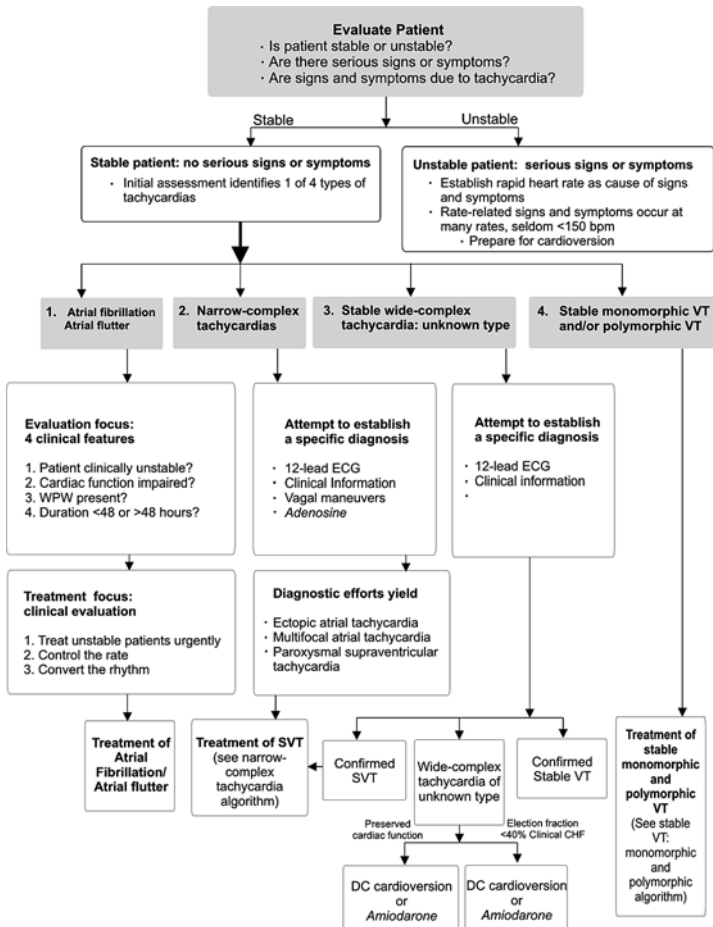 Evaluate Patient
· Is patient stable or unstable?
· Are there serious signs or symptoms?
· Are signs and symptoms due to tachycardia?
Stable
Unstable
Stable patient: no serious signs or symptoms
· Initial assessment identifies 1 of 4 types of
tachycardias
Unstable patient: serious signs or symptoms
· Establish rapid heart rate as cause of signs
and symptoms
· Rate-related signs and symptoms occur at
many rates, seldom <150 bpm
· Prepare for cardioversion
1. Atrial fibrillation
Atrial flutter
2. Narrow-complex
tachycardias
3. Stable wide-complex
tachycardia: unknown type
4. Stable monomorphic VT
and/or polymorphic VT
Evaluation focus:
4 clinical features
1. Patient clinically unstable?
2. Cardiac function impaired?
3. WPW present?
4. Duration <48 or >48 hours?
Attempt to establish
a specific diagnosis
· 12-lead ECG
· Clinical Information
· Vagal maneuvers
· Adenosine
Attempt to establish
a specific diagnosis
· 12-lead ECG
· Clinical information
·
Treatment focus:
clinical evaluation
1. Treat unstable patients urgently
2. Control the rate
3. Convert the rhythm
Diagnostic efforts yield
· Ectopic atrial tachycardia
· Multifocal atrial tachycardia
· Paroxysmal supraventricular
tachycardia
Treatment of
Atrial
Fibrillation/
Atrial flutter
Treatment of SVT
(see narrow-
complex
tachycardia
algorithm)
Confirmed
SVT
Wide-complex
tachycardia of
unknown type
Confirmed
Stable VT
Treatment of
stable
monomorphic
and
polymorphic
VT
(See stable
VT:
monomorphic
and
polymorphic
algorithm)
Preserved
cardiac function
Election fraction
<40% Clinical CHF
DC cardioversion
or
Amiodarone
DC cardioversion
or
Amiodarone